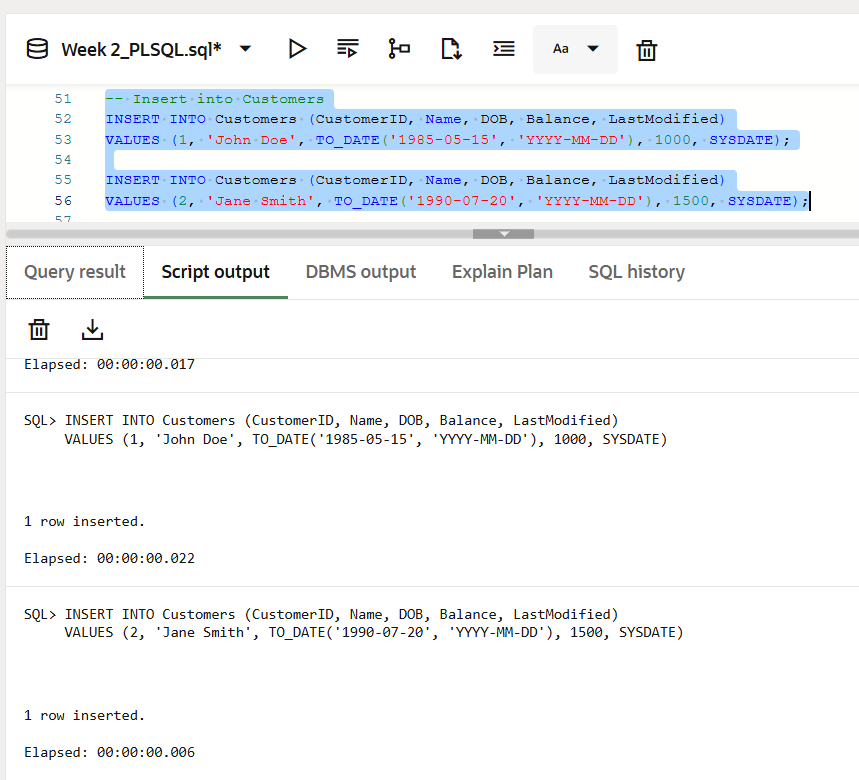 Week 2_PLSQL.sql*
Aa
51 -- Insert into Customers
52 INSERT INTO Customers (CustomerID, Name, DOB, Balance, LastModified)
53 VALUES (1, 'John Doe', TO_DATE('1985-05-15', 'YYYY-MM-DD'), 1000, SYSDATE);
54
55 INSERT INTO Customers (CustomerID, Name, DOB, Balance, LastModified)
56 VALUES (2, 'Jane Smith', TO_DATE('1990-07-20', 'YYYY-MM-DD'), 1500, SYSDATE);
57
Query result Script output DBMS output Explain Plan SQL history
Elapsed: 00:00:00.017
SQL> INSERT INTO Customers (CustomerID, Name, DOB, Balance, LastModified)
VALUES (1, 'John Doe', TO_DATE('1985-05-15', 'YYYY-MM-DD'), 1000, SYSDATE)
1 row inserted.
Elapsed: 00:00:00.022
SQL> INSERT INTO Customers (CustomerID, Name, DOB, Balance, LastModified)
VALUES (2, 'Jane Smith', TO_DATE('1990-07-20', 'YYYY-MM-DD'), 1500, SYSDATE)
1 row inserted.
Elapsed: 00:00:00.006